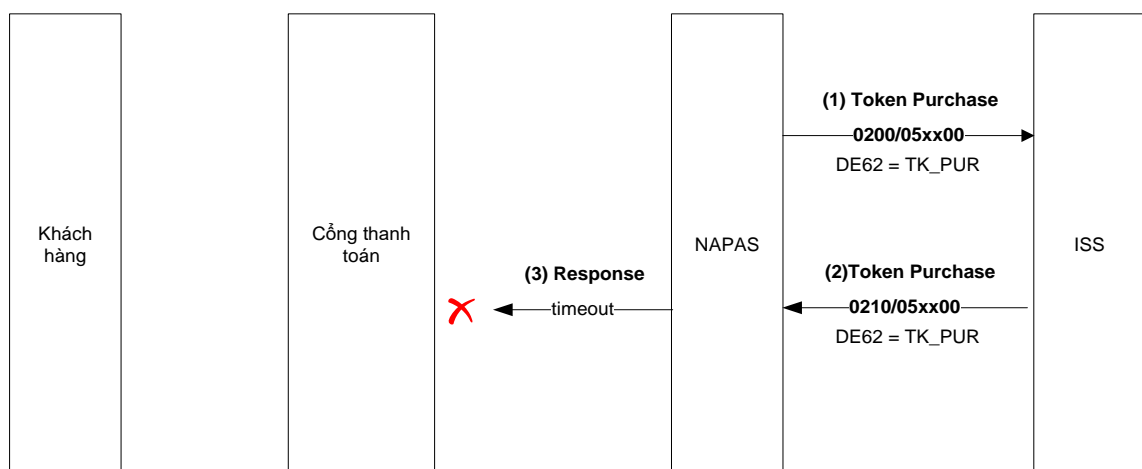 (1) Token Purchase
0200/05xx00
DE62 = TK_PUR
Khách
hàng
Cổng thanh
toán
NAPAS
ISS
(3) Response
timeout
(2)Token Purchase
0210/05xx00
DE62 = TK_PUR